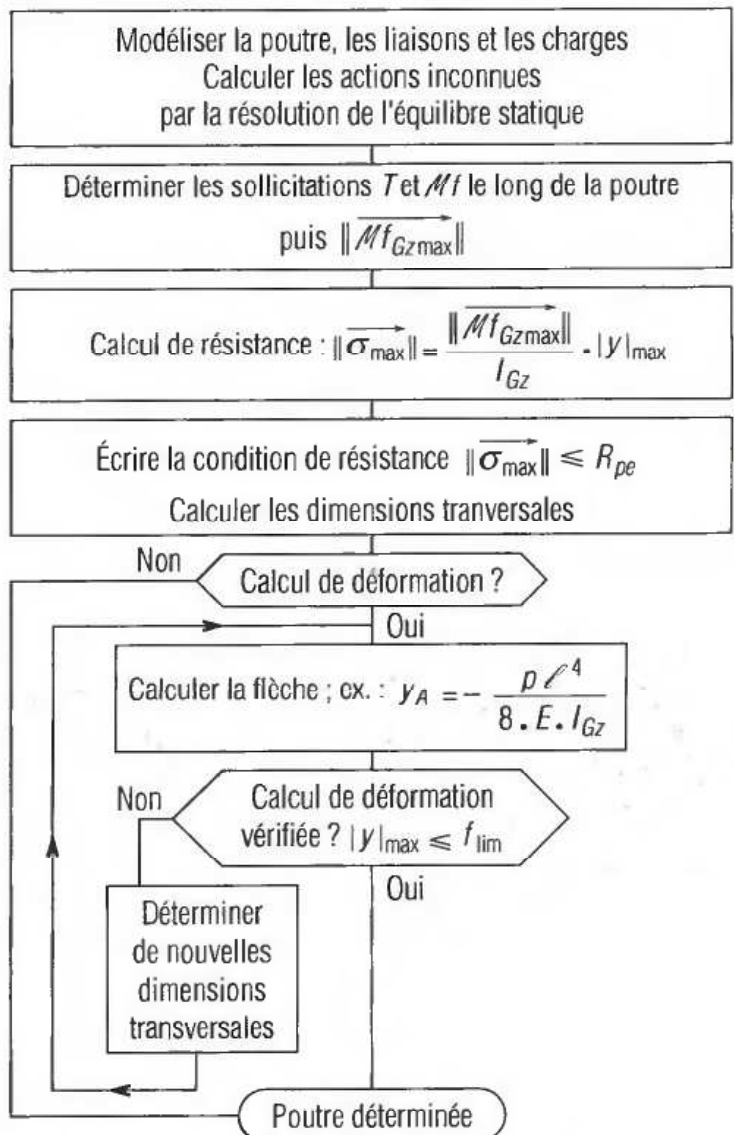 Modéliser la poutre, les liaisons et les charges
Calculer les actions inconnues
par la résolution de l'équilibre statique
Déterminer les sollicitations T et Mf le long de la poutre
puis ‖Mf_Gzmax‖
Calcul de résistance : ‖σ_max‖ = ‖Mf_Gzmax‖ / I_Gz . |y|_max
Écrire la condition de résistance ‖σ_max‖ ⩽ R_pe
Calculer les dimensions tranversales
Non
Calcul de déformation ?
Oui
Calculer la flèche ; ex. : y_A = − p ℓ^4 / 8 . E . I_Gz
Non
Calcul de déformation
vérifiée ? |y|_max ⩽ f_lim
Oui
Déterminer
de nouvelles
dimensions
transversales
Poutre déterminée